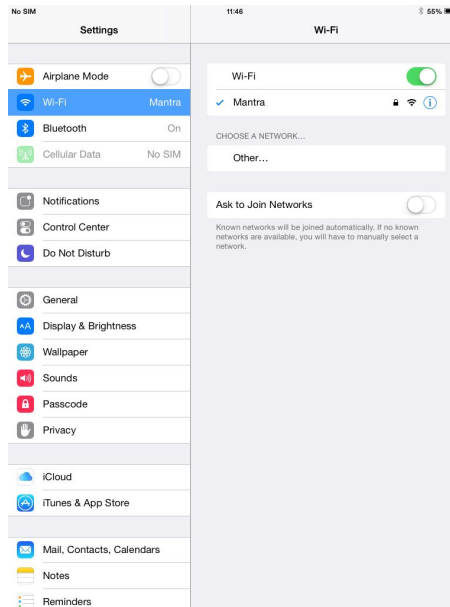 No SIM 11:46 55%
Settings
Wi-Fi
Airplane Mode
Wi-Fi Mantra
Bluetooth On
Cellular Data No SIM
Notifications
Control Center
Do Not Disturb
General
AA Display & Brightness
Wallpaper
Sounds
Passcode
Privacy
iCloud
iTunes & App Store
Mail, Contacts, Calendars
Notes
Reminders
Wi-Fi
Mantra
CHOOSE A NETWORK...
Other...
Ask to Join Networks
Known networks will be joined automatically. If no known
networks are available, you will have to manually select a
network.